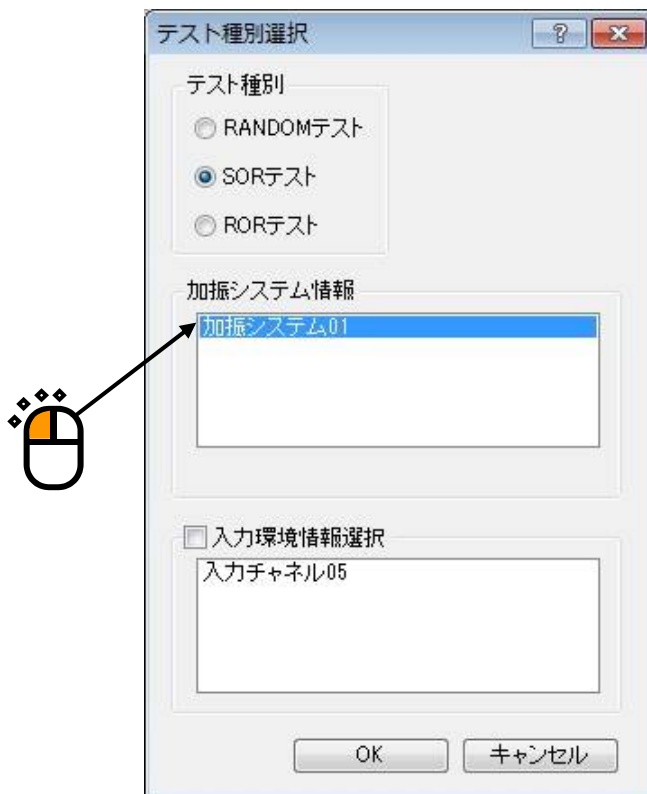 テスト種別選択
テスト種別
RANDOMテスト
SORテスト
RORテスト
加振システム情報
加振システム01
入力環境情報選択
入力チャネル05
OK
キャンセル